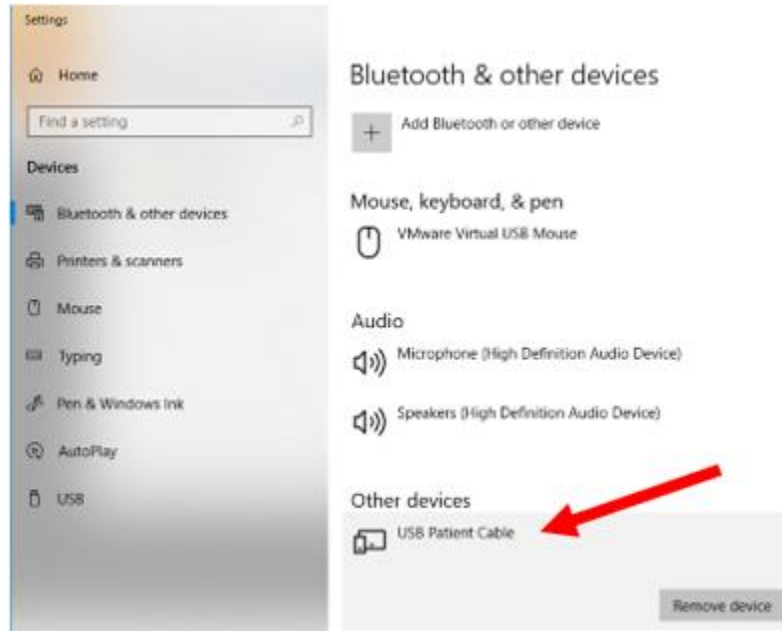 Settings
Home
Find a setting
Devices
Bluetooth & other devices
Printers & scanners
Mouse
Typing
Pen & Windows Ink
AutoPlay
USB
Bluetooth & other devices
Add Bluetooth or other device
Mouse, keyboard, & pen
VMware Virtual USB Mouse
Audio
Microphone (High Definition Audio Device)
Speakers (High Definition Audio Device)
Other devices
USB Patient Cable
Remove device